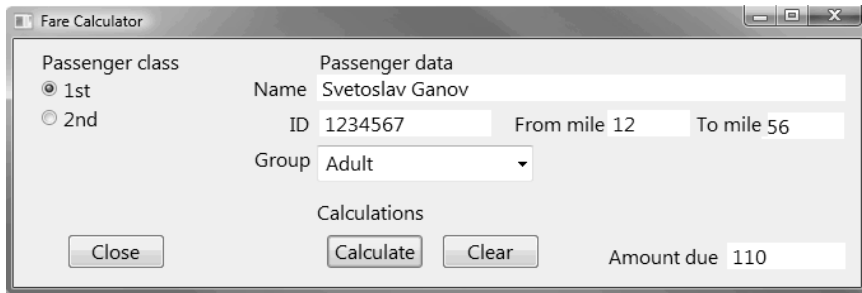 Fare Calculator
Passenger class Passenger data
1st Name Svetoslav Ganov
2nd ID 1234567 From mile 12 To mile 56
Group Adult
Calculations
Close Calculate Clear Amount due 110